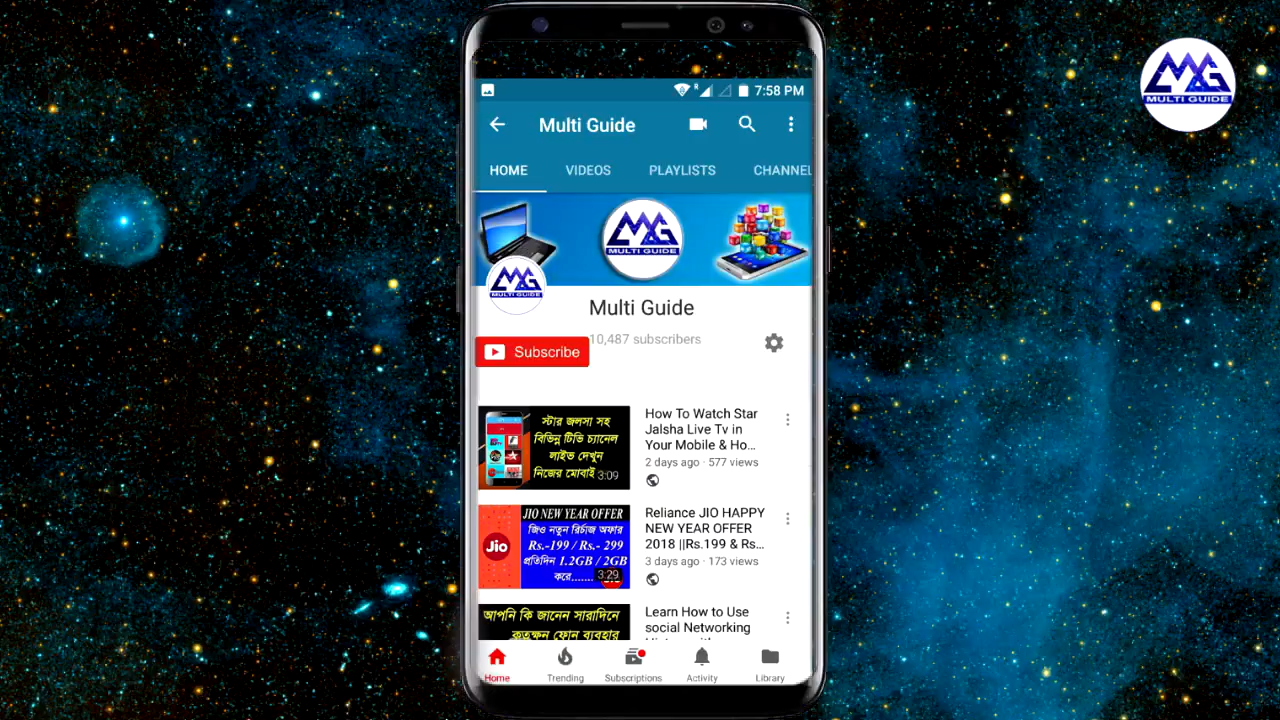 MULTI GUIDE
R
7:58 PM
Multi Guide
HOME VIDEOS PLAYLISTS CHANNEL
MULTI GUIDE
MULTI GUIDE
Multi Guide
10,487 subscribers
Subscribe
স্টার জলসা সহ
বিভিন্ন টিভি চ্যানেল
লাইভ দেখুন
নিজের মোবাই
3:09
How To Watch Star
Jalsha Live Tv in
Your Mobile & Ho...
2 days ago · 577 views
JIO NEW YEAR OFFER
Jio
জিও নতুন রির্চাজ অফার
Rs.-199 / Rs.- 299
প্রতিদিন 1.2GB / 2GB
করে.......
3:29
Reliance JIO HAPPY
NEW YEAR OFFER
2018 ||Rs.199 & Rs...
3 days ago · 173 views
আপনি কি জানেন সারাদিনে
কতক্ষন ফোন ব্যবহার
Learn How to Use
social Networking
Home Trending Subscriptions Activity Library